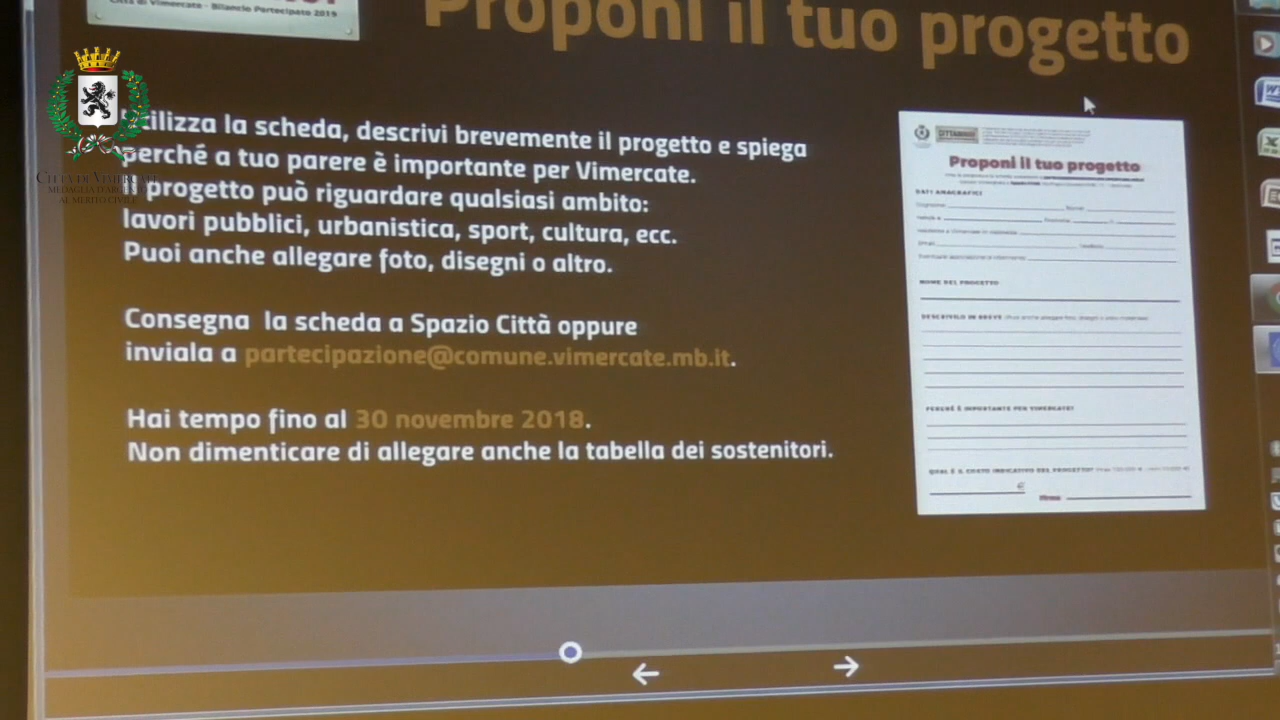 Città di Vimercate - Bilancio Partecipato 2019
Proponi il tuo progetto
Utilizza la scheda, descrivi brevemente il progetto e spiega
perché a tuo parere è importante per Vimercate.
progetto può riguardare qualsiasi ambito:
lavori pubblici, urbanistica, sport, cultura, ecc.
Puoi anche allegare foto, disegni o altro.
Consegna la scheda a Spazio Città oppure
inviala a partecipazione@comune.vimercate.mb.it.
Hai tempo fino al 30 novembre 2018.
Non dimenticare di allegare anche la tabella dei sostenitori.
CITTÀ DI VIMERCATE
MEDAGLIA D'ARGENTO
AL MERITO CIVILE
CITTADINO
Proponi il tuo progetto
DATI ANAGRAFICI
Cognome Nome
Email
NOME DEL PROGETTO
DESCRIVILO IN BREVE
PERCHÉ È IMPORTANTE PER VIMERCATE?
QUAL È IL COSTO INDICATIVO DEL PROGETTO?
€
Firma